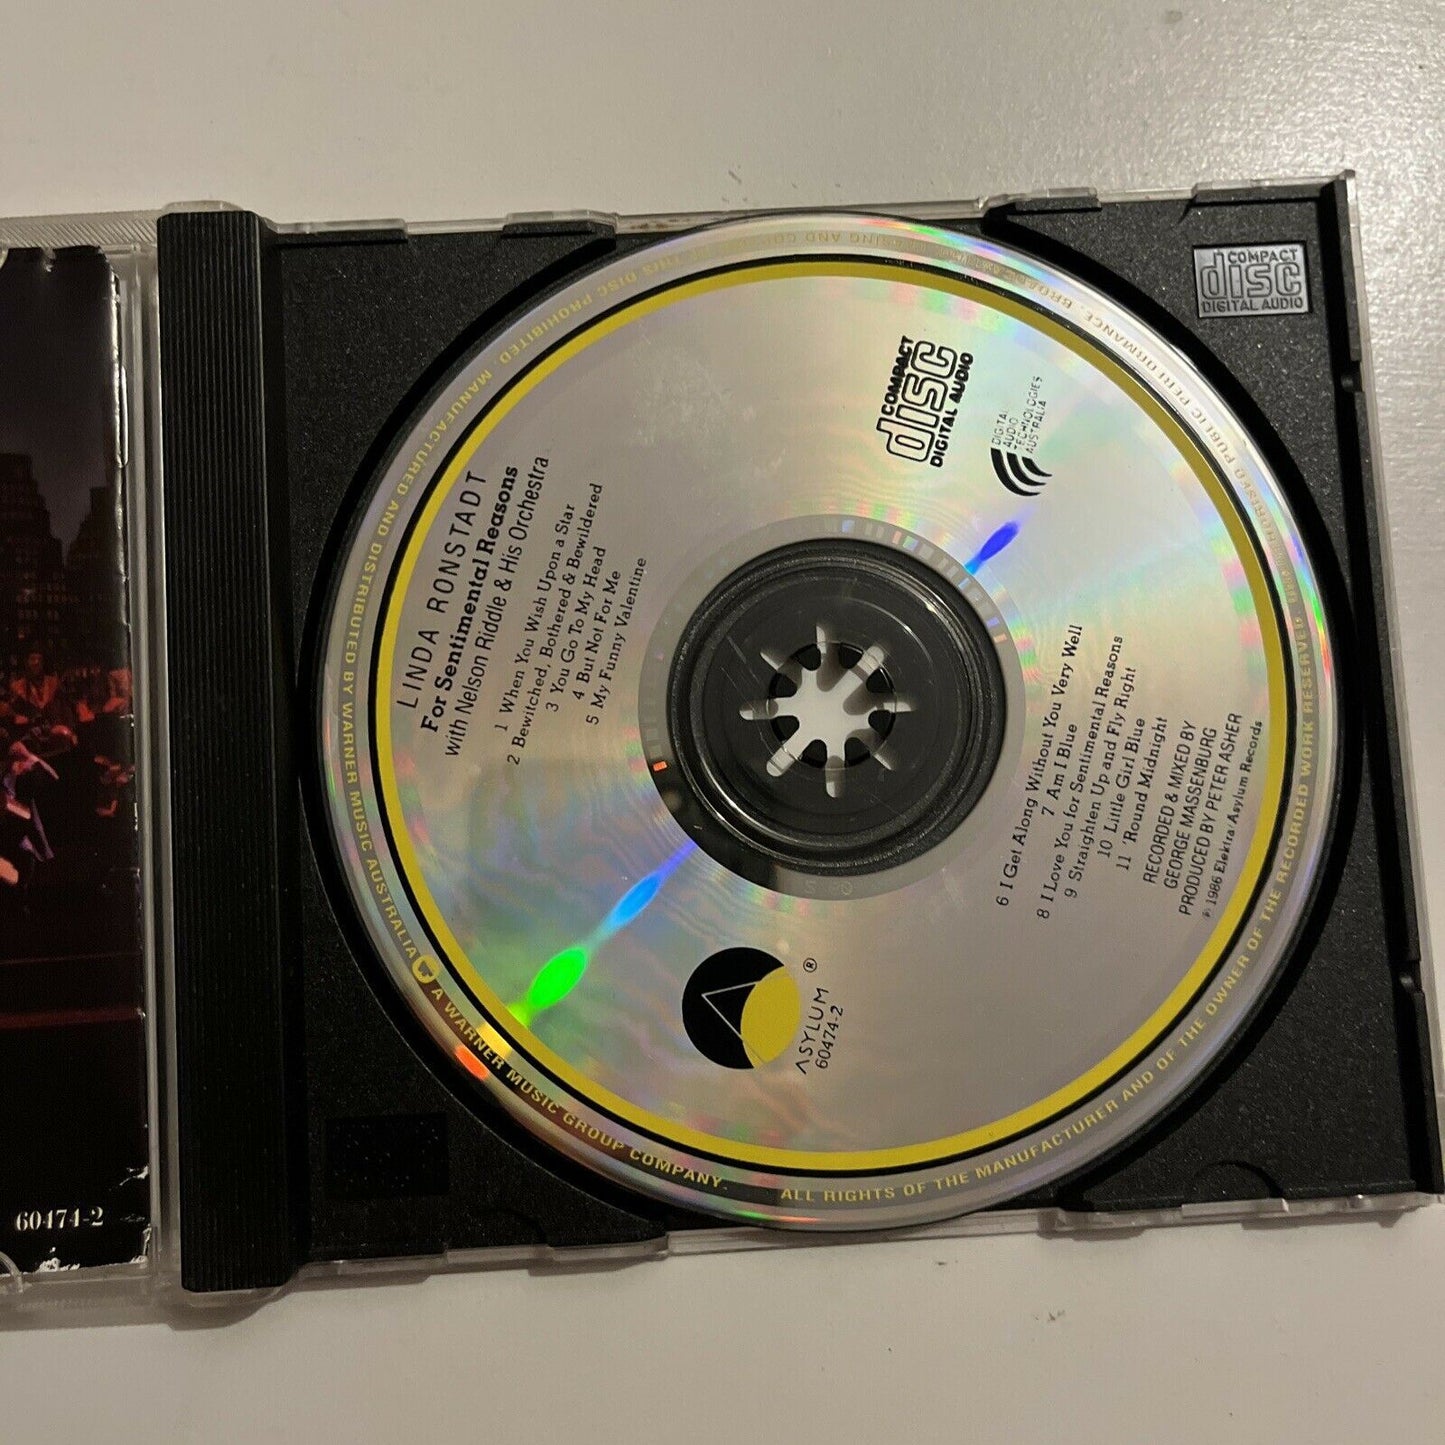 LINDA RONSTADT
For Sentimental Reasons
with Nelson Riddle & His Orchestra
1 When You Wish Upon a Star
2 Bewitched, Bothered & Bewildered
3 You Go To My Head
4 But Not For Me
5 My Funny Valentine
COMPACT
disc
DIGITAL AUDIO
DIGITAL
AUDIO
TECHNOLOGIES
AUSTRALIA
6 I Get Along Without You Very Well
7 Am I Blue
8 I Love You for Sentimental Reasons
9 Straighten Up and Fly Right
10 Little Girl Blue
11 'Round Midnight
RECORDED & MIXED BY
GEORGE MASSENBURG
PRODUCED BY PETER ASHER
℗ 1986 Elektra/Asylum Records
ASYLUM ®
60474-2
MANUFACTURED AND DISTRIBUTED BY WARNER MUSIC AUSTRALIA A WARNER MUSIC GROUP COMPANY.
ALL RIGHTS OF THE MANUFACTURER AND OF THE OWNER OF THE RECORDED WORK RESERVED
PUBLIC PERFORMANCE,
THIS DISC PROHIBITED.
COMPACT
disc
DIGITAL AUDIO
60474-2